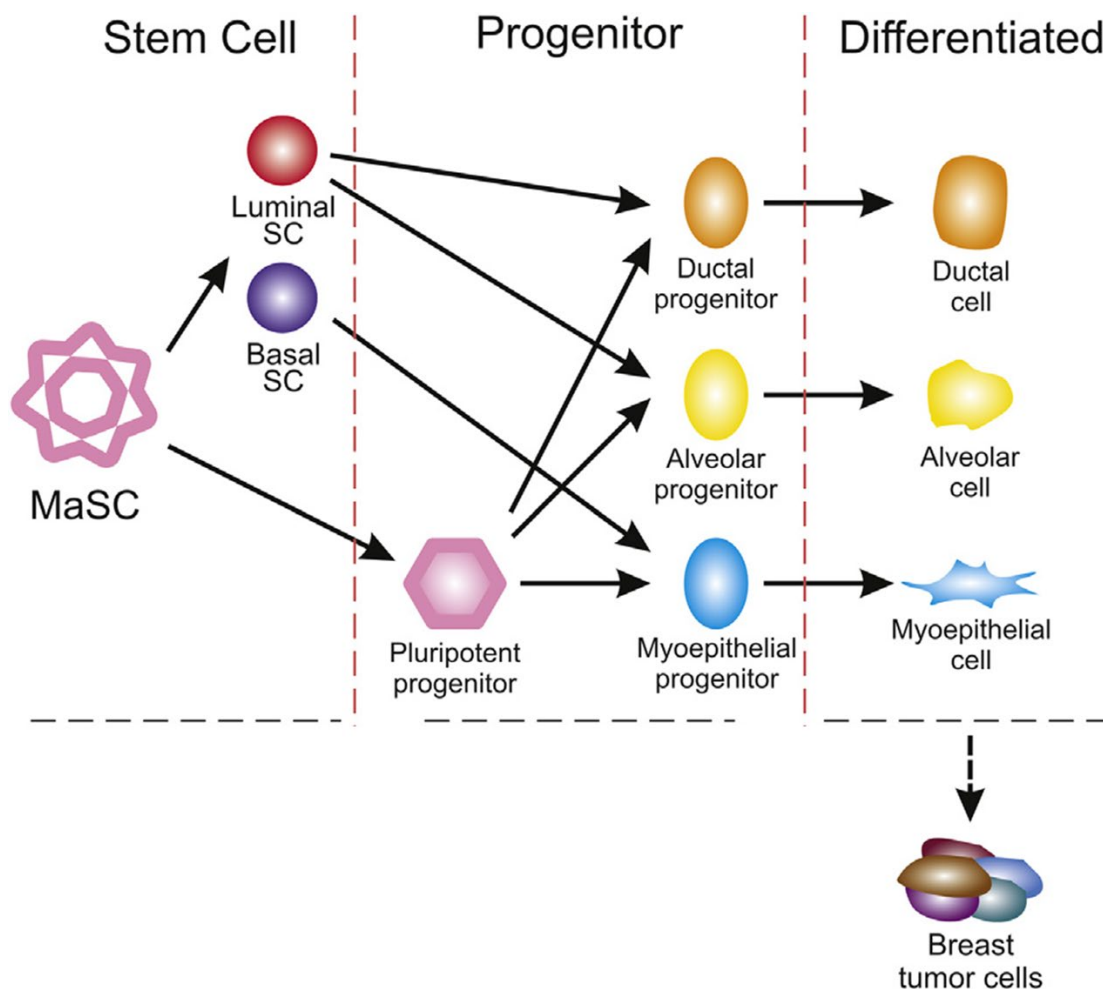 Stem Cell
Progenitor
Differentiated
Luminal
SC
Basal
SC
MaSC
Pluripotent
progenitor
Ductal
progenitor
Alveolar
progenitor
Myoepithelial
progenitor
Ductal
cell
Alveolar
cell
Myoepithelial
cell
Breast
tumor cells